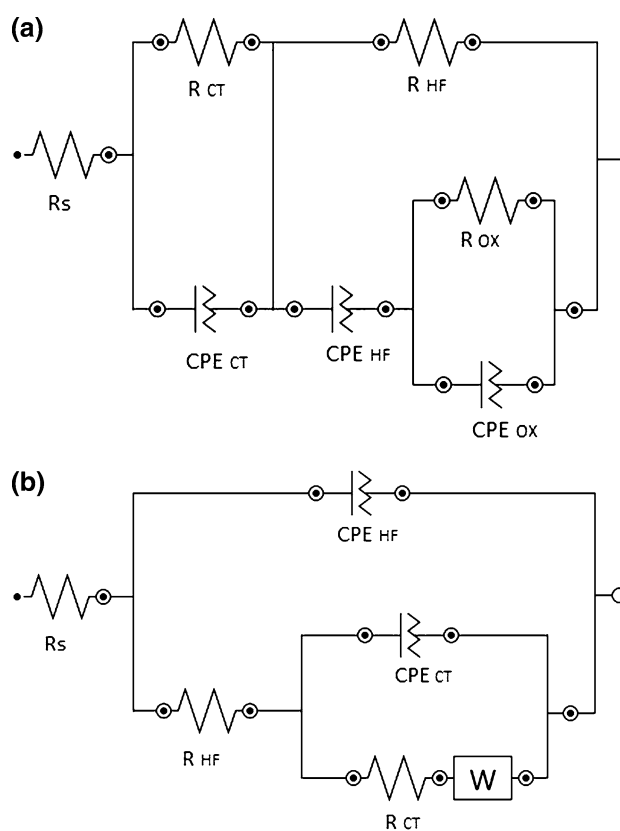 (a)
R CT
R HF
Rs
R OX
CPE CT
CPE HF
CPE OX
(b)
CPE HF
Rs
CPE CT
R HF
W
R CT